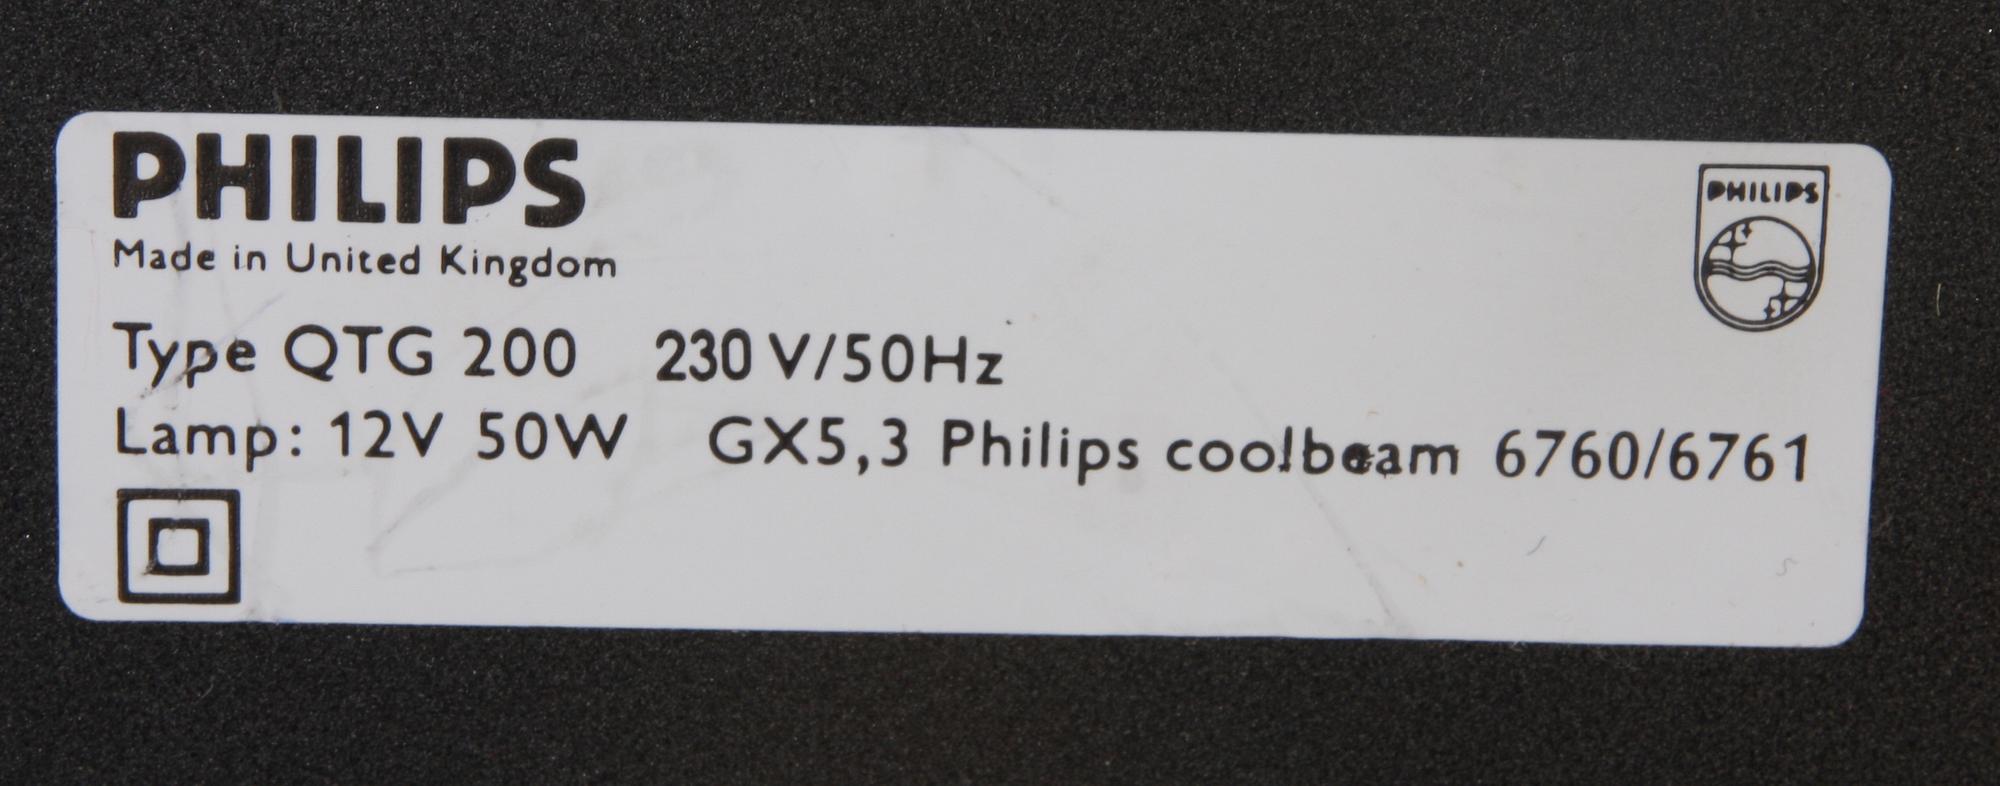 PHILIPS
PHILIPS
Made in United Kingdom
Type QTG 200 230 V/50Hz
Lamp: 12V 50W GX5,3 Philips coolbeam 6760/6761